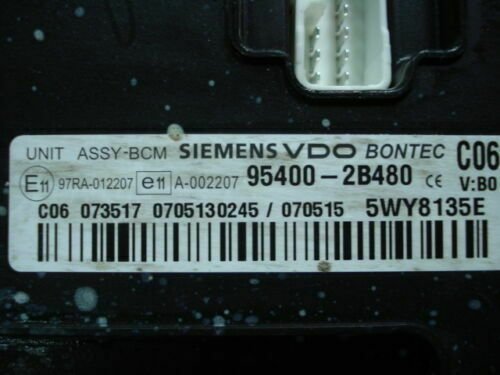 UNIT ASSY-BCM SIEMENS VDO BONTEC C06
E11 97RA-012207 e11 A-002207 95400-2B480 CE V:B0
C06 073517 0705130245 / 070515 5WY8135E